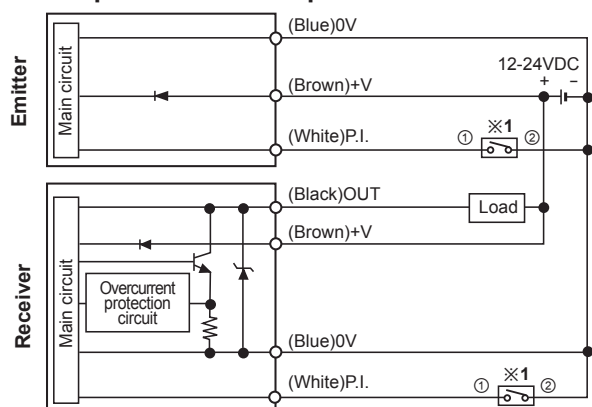 Emitter
Main circuit
(Blue)0V
12-24VDC
+ −
(Brown)+V
(White)P.I.
① ※1 ②
Receiver
Main circuit
(Black)OUT
Load
(Brown)+V
Overcurrent
protection
circuit
(Blue)0V
(White)P.I.
① ※1 ②